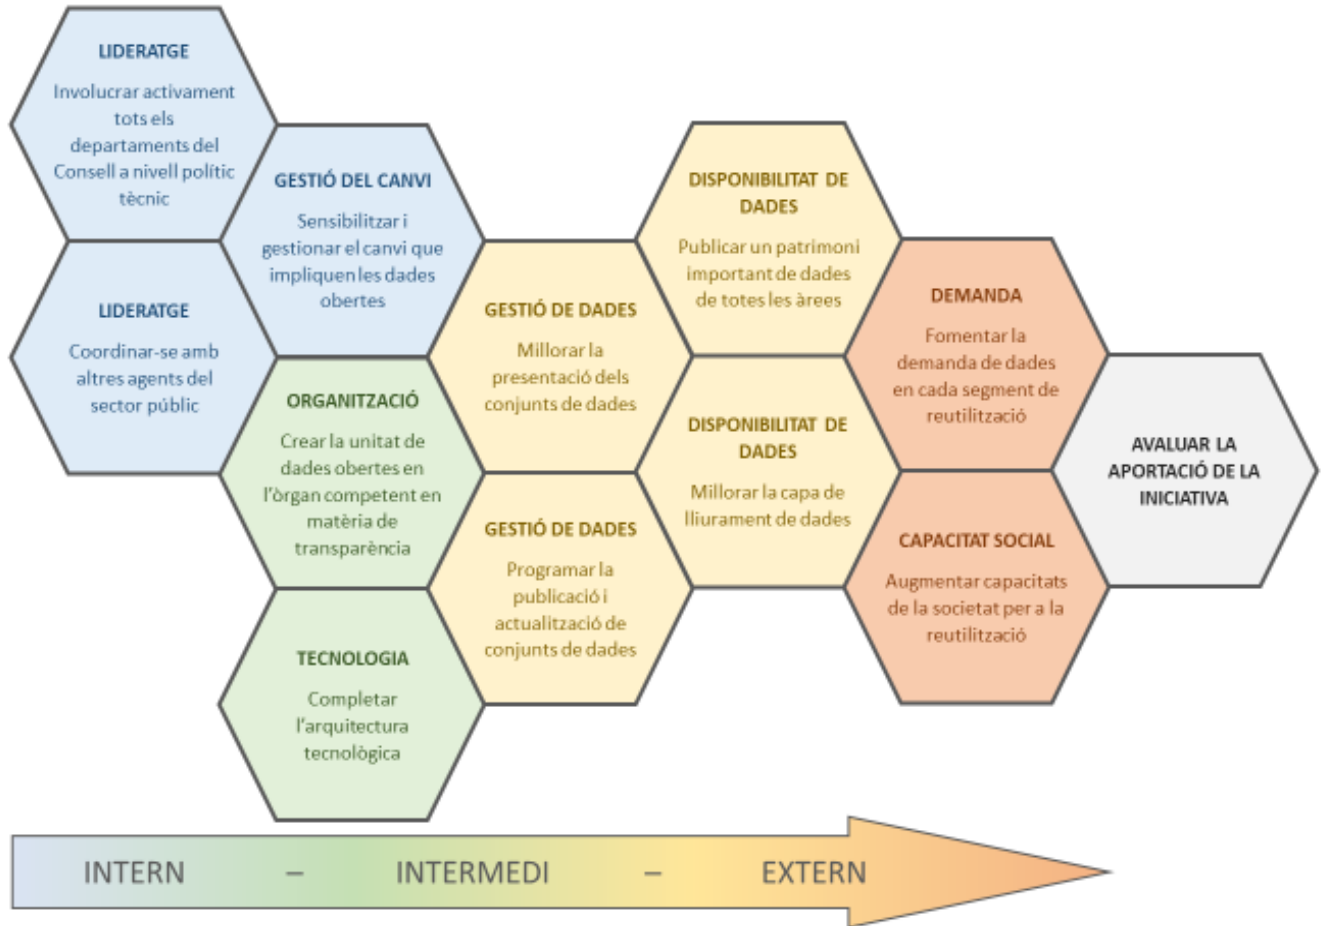 LIDERATGE
Involucrar activament
tots els
departaments del
Consell a nivell polític
tècnic
LIDERATGE
Coordinar-se amb
altres agents del
sector públic
GESTIÓ DEL CANVI
Sensibilitzar i
gestionar el canvi que
impliquen les dades
obertes
ORGANITZACIÓ
Crear la unitat de
dades obertes en
l'òrgan competent en
matèria de
transparència
TECNOLOGIA
Completar
l'arquitectura
tecnològica
GESTIÓ DE DADES
Millorar la
presentació dels
conjunts de dades
GESTIÓ DE DADES
Programar la
publicació i
actualització de
conjunts de dades
DISPONIBILITAT DE
DADES
Publicar un patrimoni
important de dades
de totes les àrees
DISPONIBILITAT DE
DADES
Millorar la capa de
lliurament de dades
DEMANDA
Fomentar la
demanda de dades
en cada segment de
reutilització
CAPACITAT SOCIAL
Augmentar capacitats
de la societat per a la
reutilització
AVALUAR LA
APORTACIÓ DE LA
INICIATIVA
INTERN – INTERMEDI – EXTERN